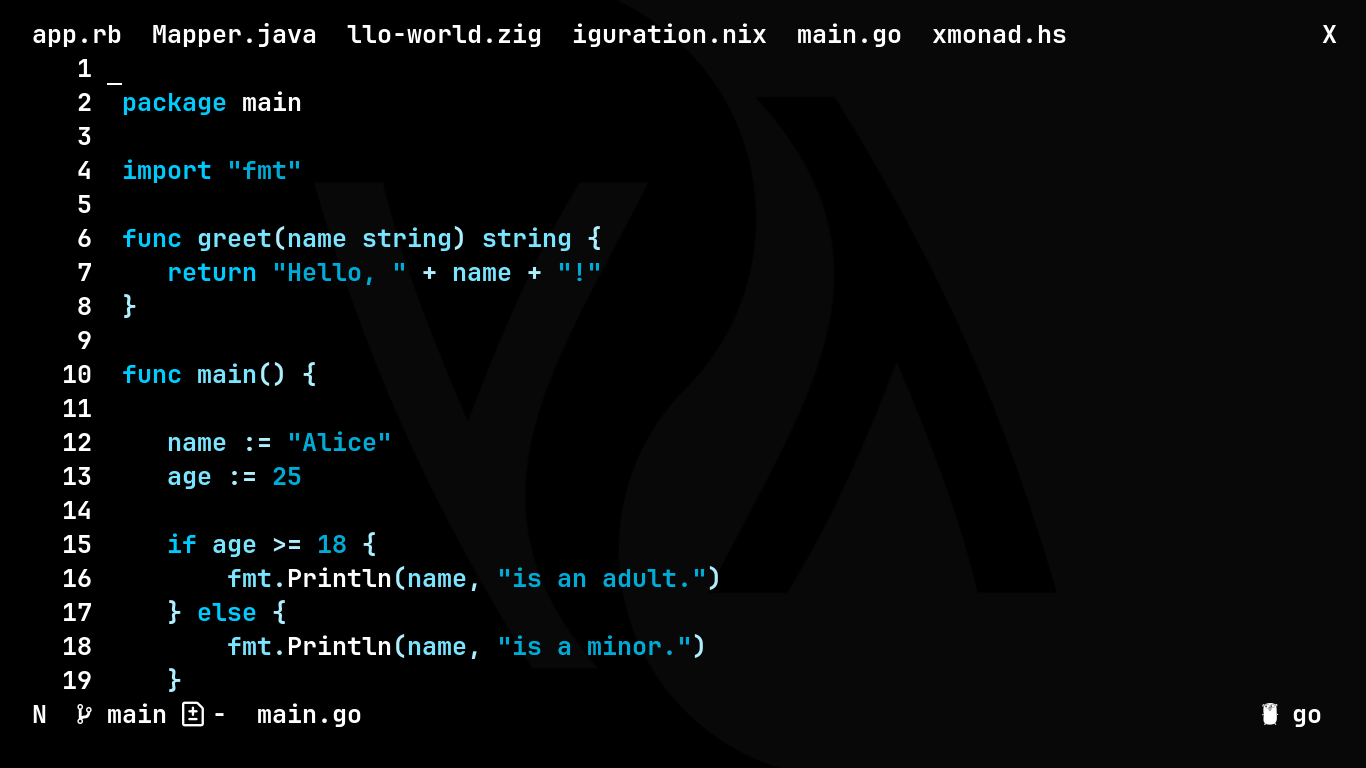 app.rb  Mapper.java  llo-world.zig  iguration.nix  main.go  xmonad.hs  X
1 _
2 package main
3
4 import "fmt"
5
6 func greet(name string) string {
7    return "Hello, " + name + "!"
8 }
9
10 func main() {
11
12    name := "Alice"
13    age := 25
14
15    if age >= 18 {
16        fmt.Println(name, "is an adult.")
17    } else {
18        fmt.Println(name, "is a minor.")
19    }
N  main  -  main.go  go